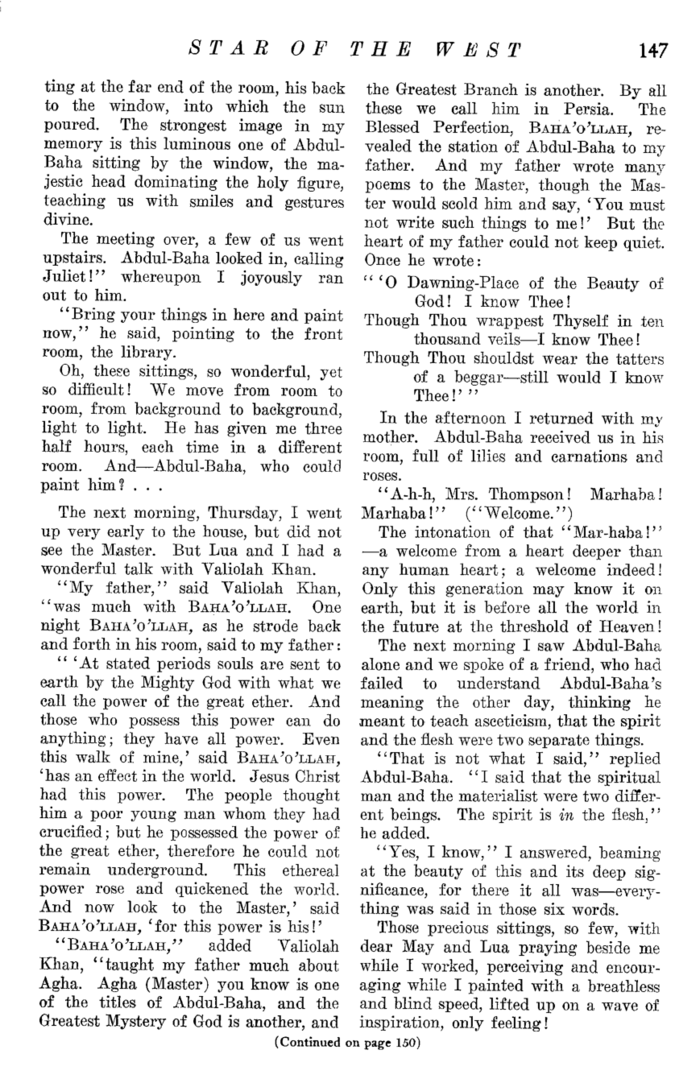 STAR OF THE WEST 147
ting at the far end of the room, his back
to the window, into which the sun
poured. The strongest image in my
memory is this luminous one of Abdul-
Baha sitting by the window, the ma-
jestic head dominating the holy figure,
teaching us with smiles and gestures
divine.
The meeting over, a few of us went
upstairs. Abdul-Baha looked in, calling
Juliet!" whereupon I joyously ran
out to him.
"Bring your things in here and paint
now," he said, pointing to the front
room, the library.
Oh, these sittings, so wonderful, yet
so difficult! We move from room to
room, from background to background,
light to light. He has given me three
half hours, each time in a different
room. And—Abdul-Baha, who could
paint him? . . .
The next morning, Thursday, I went
up very early to the house, but did not
see the Master. But Lua and I had a
wonderful talk with Valiolah Khan.
"My father," said Valiolah Khan,
"was much with BAHA'O'LLAH. One
night BAHA'O'LLAH, as he strode back
and forth in his room, said to my father:
" 'At stated periods souls are sent to
earth by the Mighty God with what we
call the power of the great ether. And
those who possess this power can do
anything; they have all power. Even
this walk of mine,' said BAHA'O'LLAH,
'has an effect in the world. Jesus Christ
had this power. The people thought
him a poor young man whom they had
crucified; but he possessed the power of
the great ether, therefore he could not
remain underground. This ethereal
power rose and quickened the world.
And now look to the Master,' said
BAHA'O'LLAH, 'for this power is his!'
"BAHA'O'LLAH," added Valiolah
Khan, "taught my father much about
Agha. Agha (Master) you know is one
of the titles of Abdul-Baha, and the
Greatest Mystery of God is another, and
the Greatest Branch is another. By all
these we call him in Persia. The
Blessed Perfection, BAHA'O'LLAH, re-
vealed the station of Abdul-Baha to my
father. And my father wrote many
poems to the Master, though the Mas-
ter would scold him and say, 'You must
not write such things to me!' But the
heart of my father could not keep quiet.
Once he wrote:
" 'O Dawning-Place of the Beauty of
God! I know Thee!
Though Thou wrappest Thyself in ten
thousand veils—I know Thee!
Though Thou shouldst wear the tatters
of a beggar—still would I know
Thee!' "
In the afternoon I returned with my
mother. Abdul-Baha received us in his
room, full of lilies and carnations and
roses.
"A-h-h, Mrs. Thompson! Marhaba!
Marhaba!" ("Welcome.")
The intonation of that "Mar-haba!"
—a welcome from a heart deeper than
any human heart; a welcome indeed!
Only this generation may know it on
earth, but it is before all the world in
the future at the threshold of Heaven!
The next morning I saw Abdul-Baha
alone and we spoke of a friend, who had
failed to understand Abdul-Baha's
meaning the other day, thinking he
meant to teach asceticism, that the spirit
and the flesh were two separate things.
"That is not what I said," replied
Abdul-Baha. "I said that the spiritual
man and the materialist were two differ-
ent beings. The spirit is in the flesh,"
he added.
"Yes, I know," I answered, beaming
at the beauty of this and its deep sig-
nificance, for there it all was—every-
thing was said in those six words.
Those precious sittings, so few, with
dear May and Lua praying beside me
while I worked, perceiving and encour-
aging while I painted with a breathless
and blind speed, lifted up on a wave of
inspiration, only feeling!
(Continued on page 150)